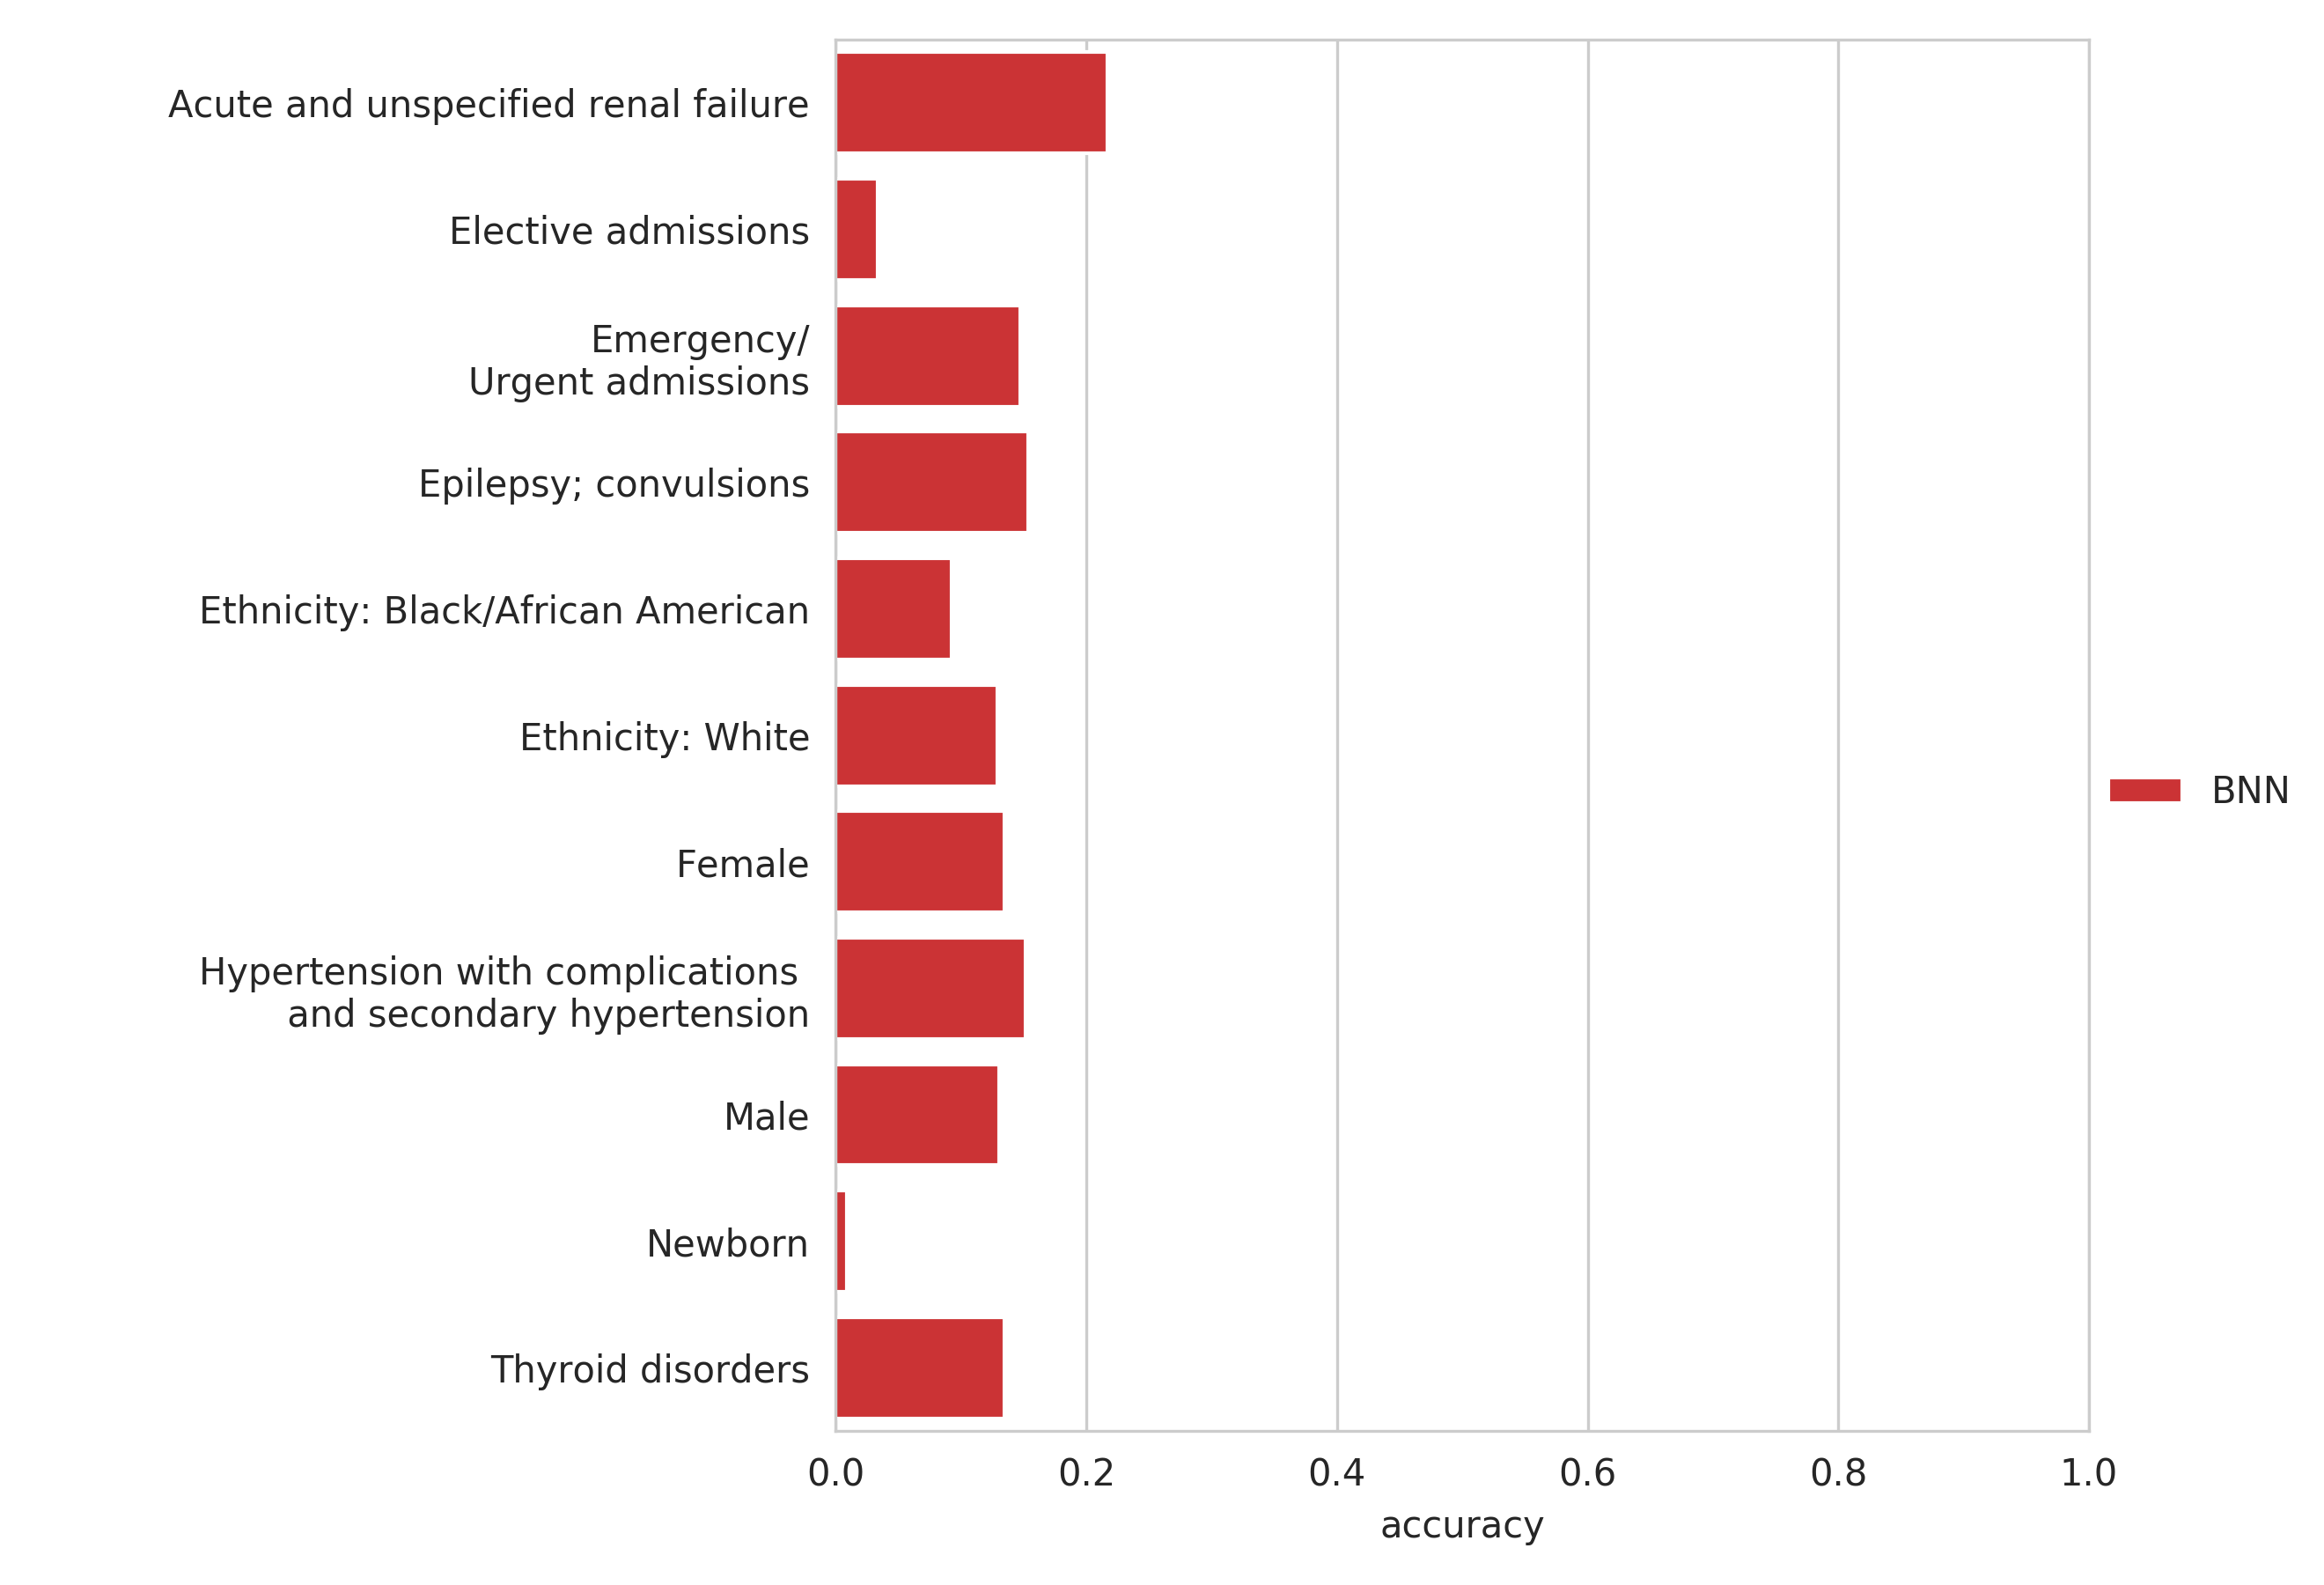 Acute and unspecified renal failure
Elective admissions
Emergency/
Urgent admissions
Epilepsy; convulsions
Ethnicity: Black/African American
Ethnicity: White
Female
Hypertension with complications
and secondary hypertension
Male
Newborn
Thyroid disorders
0.0 0.2 0.4 0.6 0.8 1.0
accuracy
BNN